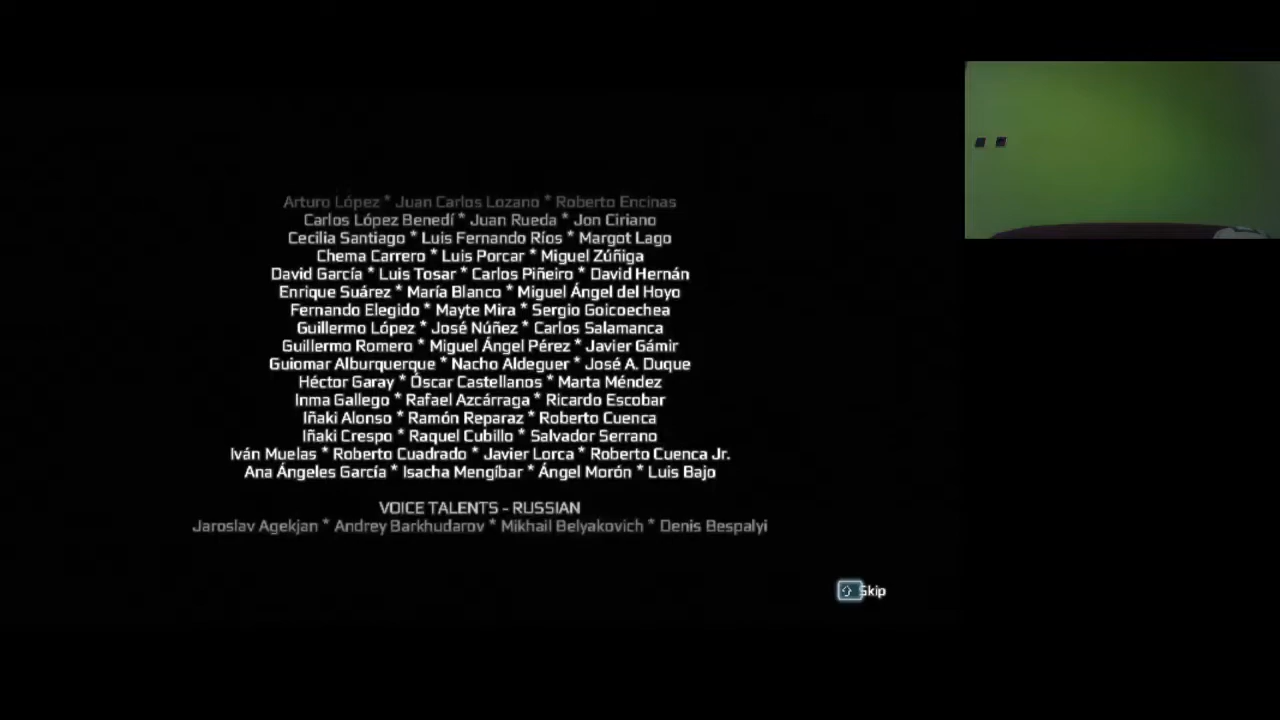 Arturo López * Juan Carlos Lozano * Roberto Encinas
Carlos López Benedí * Juan Rueda * Jon Ciriano
Cecilia Santiago * Luis Fernando Ríos * Margot Lago
Chema Carrero * Luis Porcar * Miguel Zúñiga
David García * Luis Tosar * Carlos Piñeiro * David Hernán
Enrique Suárez * María Blanco * Miguel Ángel del Hoyo
Fernando Elegido * Mayte Mira * Sergio Goicoechea
Guillermo López * José Núñez * Carlos Salamanca
Guillermo Romero * Miguel Ángel Pérez * Javier Gámir
Guiomar Alburquerque * Nacho Aldeguer * José A. Duque
Héctor Garay * Óscar Castellanos * Marta Méndez
Inma Gallego * Rafael Azcárraga * Ricardo Escobar
Iñaki Alonso * Ramón Reparaz * Roberto Cuenca
Iñaki Crespo * Raquel Cubillo * Salvador Serrano
Iván Muelas * Roberto Cuadrado * Javier Lorca * Roberto Cuenca Jr.
Ana Ángeles García * Isacha Mengíbar * Ángel Morón * Luis Bajo
VOICE TALENTS - RUSSIAN
Jaroslav Agekjan * Andrey Barkhudarov * Mikhail Belyakovich * Denis Bespalyi
Skip